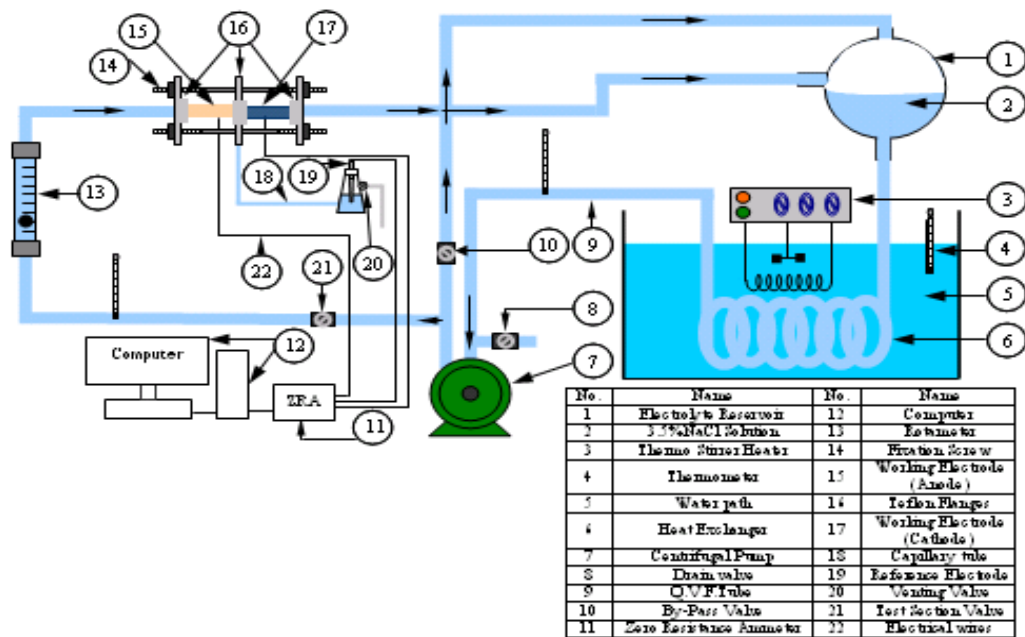 15
16
17
14
1
2
19
13
18
3
20
10
9
4
22
21
5
8
6
12
Computer
7
ZRA
11
No. Name No. Name
1 Electrolyte Reservoir 12 Computer
2 3.5%NaCl Solution 13 Rotameter
3 Thermo Stirrer Heater 14 Fixation Screw
4 Thermometer 15 Working Electrode (Anode)
5 Water path 16 Teflon Flanges
6 Heat Exchanger 17 Working Electrode (Cathode)
7 Centrifugal Pump 18 Capillary tube
8 Drain valve 19 Reference Electrode
9 Q.V.F.Tube 20 Venting Valve
10 By-Pass Valve 21 Test Section Valve
11 Zero Resistance Ammeter 22 Electrical wires